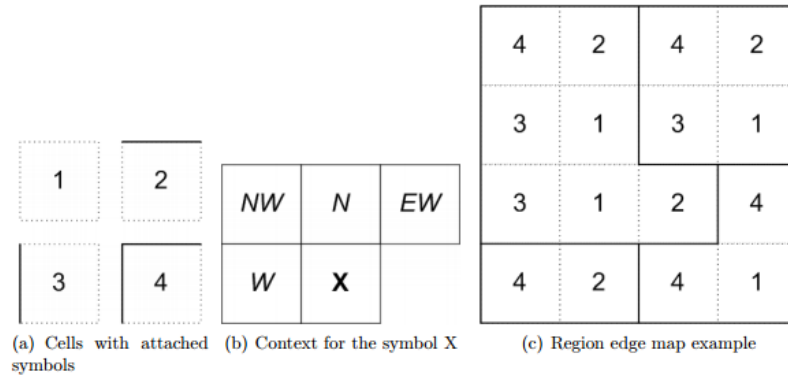 1 2
3 4
(a) Cells with attached
symbols
NW N EW
W X
(b) Context for the symbol X
4 2 4 2
3 1 3 1
3 1 2 4
4 2 4 1
(c) Region edge map example